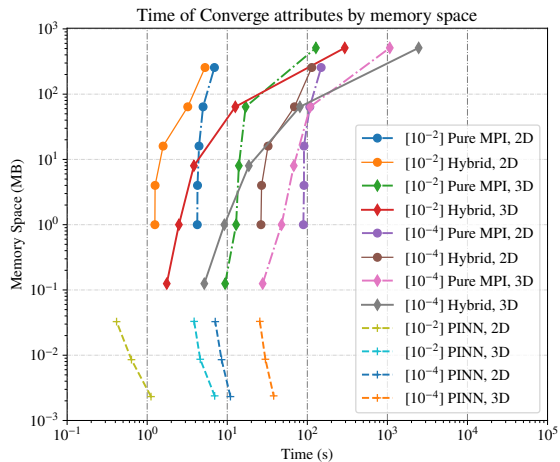 Time of Converge attributes by memory space
Memory Space (MB)
10³
10²
10¹
10⁰
10⁻¹
10⁻²
10⁻³
[10⁻²] Pure MPI, 2D
[10⁻²] Hybrid, 2D
[10⁻²] Pure MPI, 3D
[10⁻²] Hybrid, 3D
[10⁻⁴] Pure MPI, 2D
[10⁻⁴] Hybrid, 2D
[10⁻⁴] Pure MPI, 3D
[10⁻⁴] Hybrid, 3D
[10⁻²] PINN, 2D
[10⁻²] PINN, 3D
[10⁻⁴] PINN, 2D
[10⁻⁴] PINN, 3D
10⁻¹ 10⁰ 10¹ 10² 10³ 10⁴ 10⁵
Time (s)